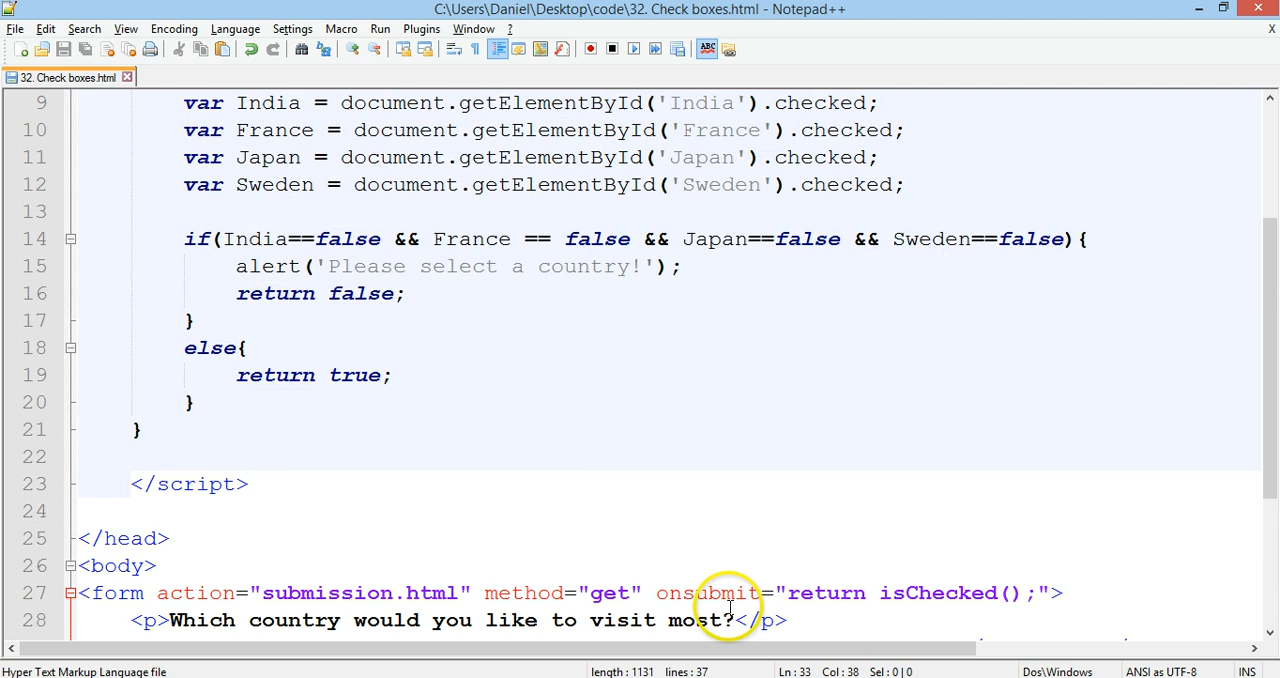 C:\Users\Daniel\Desktop\code\32. Check boxes.html - Notepad++
File Edit Search View Encoding Language Settings Macro Run Plugins Window ? X
ABC
32. Check boxes.html
9 var India = document.getElementById('India').checked;
10 var France = document.getElementById('France').checked;
11 var Japan = document.getElementById('Japan').checked;
12 var Sweden = document.getElementById('Sweden').checked;
13
14 if(India==false && France == false && Japan==false && Sweden==false){
15 alert('Please select a country!');
16 return false;
17 }
18 else{
19 return true;
20 }
21 }
22
23 </script>
24
25 </head>
26 <body>
27 <form action="submission.html" method="get" onsubmit="return isChecked();">
28 <p>Which country would you like to visit most?</p>
Hyper Text Markup Language file length : 1131 lines : 37 Ln : 33 Col : 38 Sel : 0 | 0 Dos\Windows ANSI as UTF-8 INS